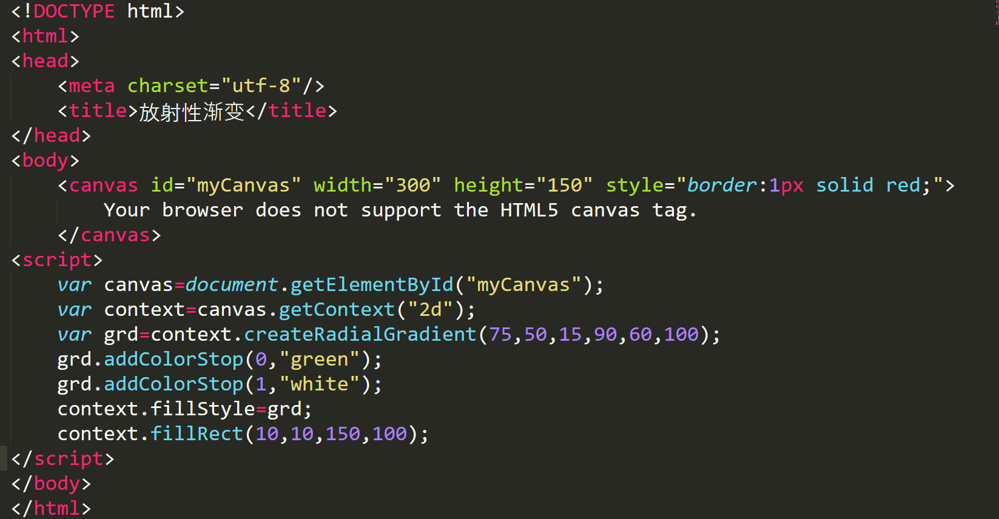 <!DOCTYPE html>
<html>
<head>
    <meta charset="utf-8"/>
    <title>放射性渐变</title>
</head>
<body>
    <canvas id="myCanvas" width="300" height="150" style="border:1px solid red;">
        Your browser does not support the HTML5 canvas tag.
    </canvas>
<script>
    var canvas=document.getElementById("myCanvas");
    var context=canvas.getContext("2d");
    var grd=context.createRadialGradient(75,50,15,90,60,100);
    grd.addColorStop(0,"green");
    grd.addColorStop(1,"white");
    context.fillStyle=grd;
    context.fillRect(10,10,150,100);
</script>
</body>
</html>